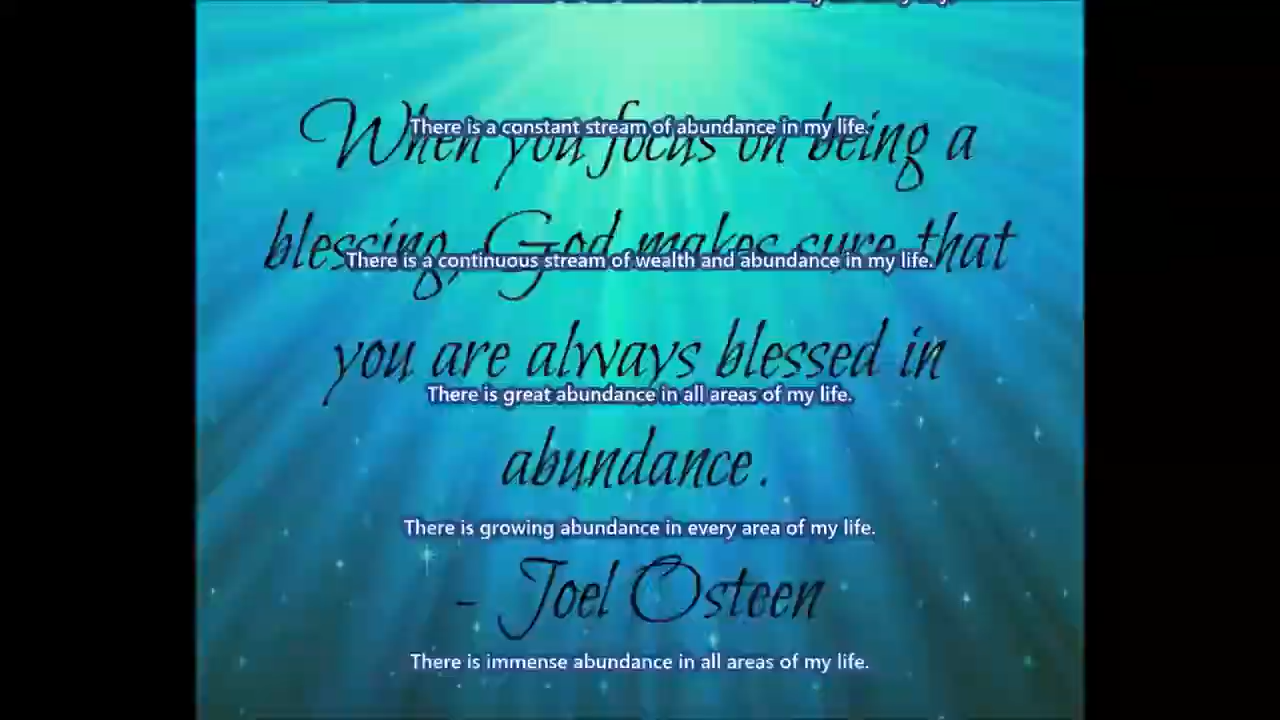 When you focus on being a
There is a constant stream of abundance in my life.
blessing, God makes sure that
There is a continuous stream of wealth and abundance in my life.
you are always blessed in
There is great abundance in all areas of my life.
abundance.
There is growing abundance in every area of my life.
- Joel Osteen
There is immense abundance in all areas of my life.